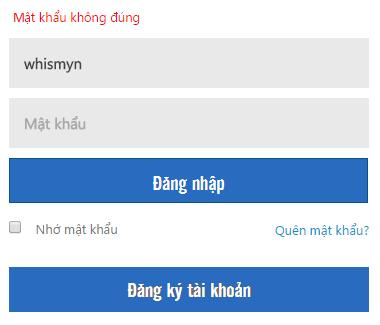 Mật khẩu không đúng
whismyn
Mật khẩu
Đăng nhập
Nhớ mật khẩu
Quên mật khẩu?
Đăng ký tài khoản